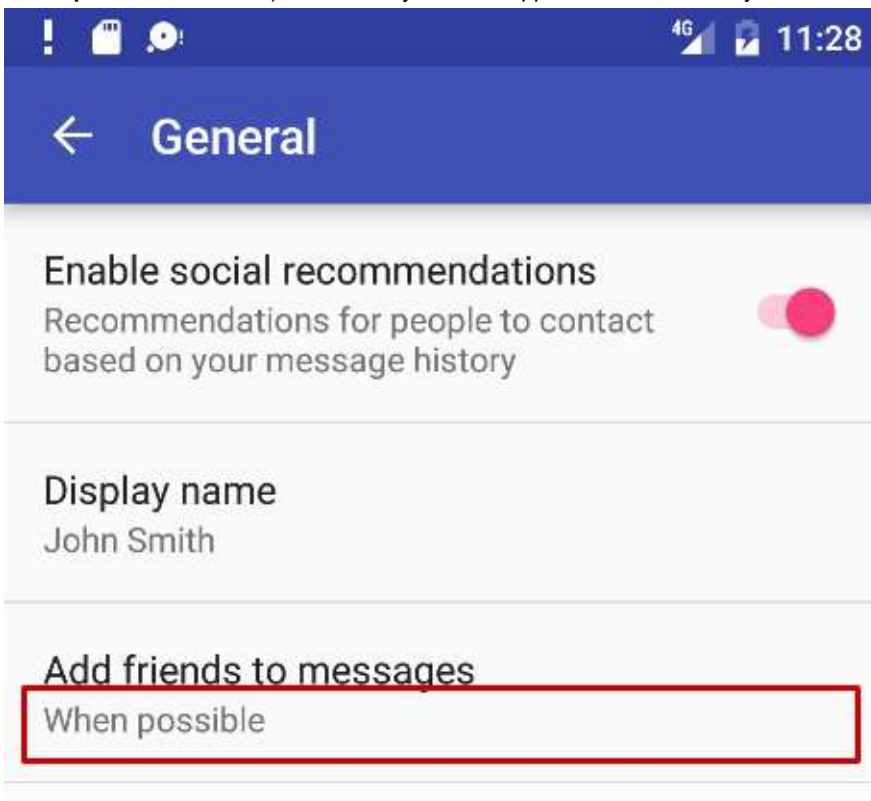 4G 11:28
General
Enable social recommendations
Recommendations for people to contact
based on your message history
Display name
John Smith
Add friends to messages
When possible